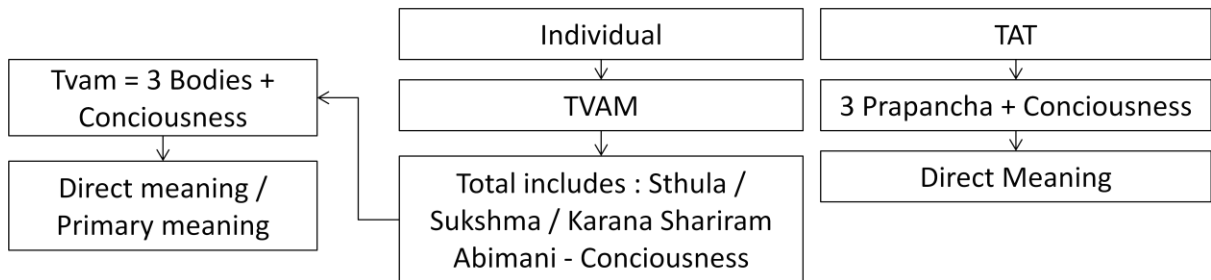 Individual
TVAM
Total includes : Sthula /
Sukshma / Karana Shariram
Abimani - Conciousness
Tvam = 3 Bodies +
Conciousness
Direct meaning /
Primary meaning
TAT
3 Prapancha + Conciousness
Direct Meaning